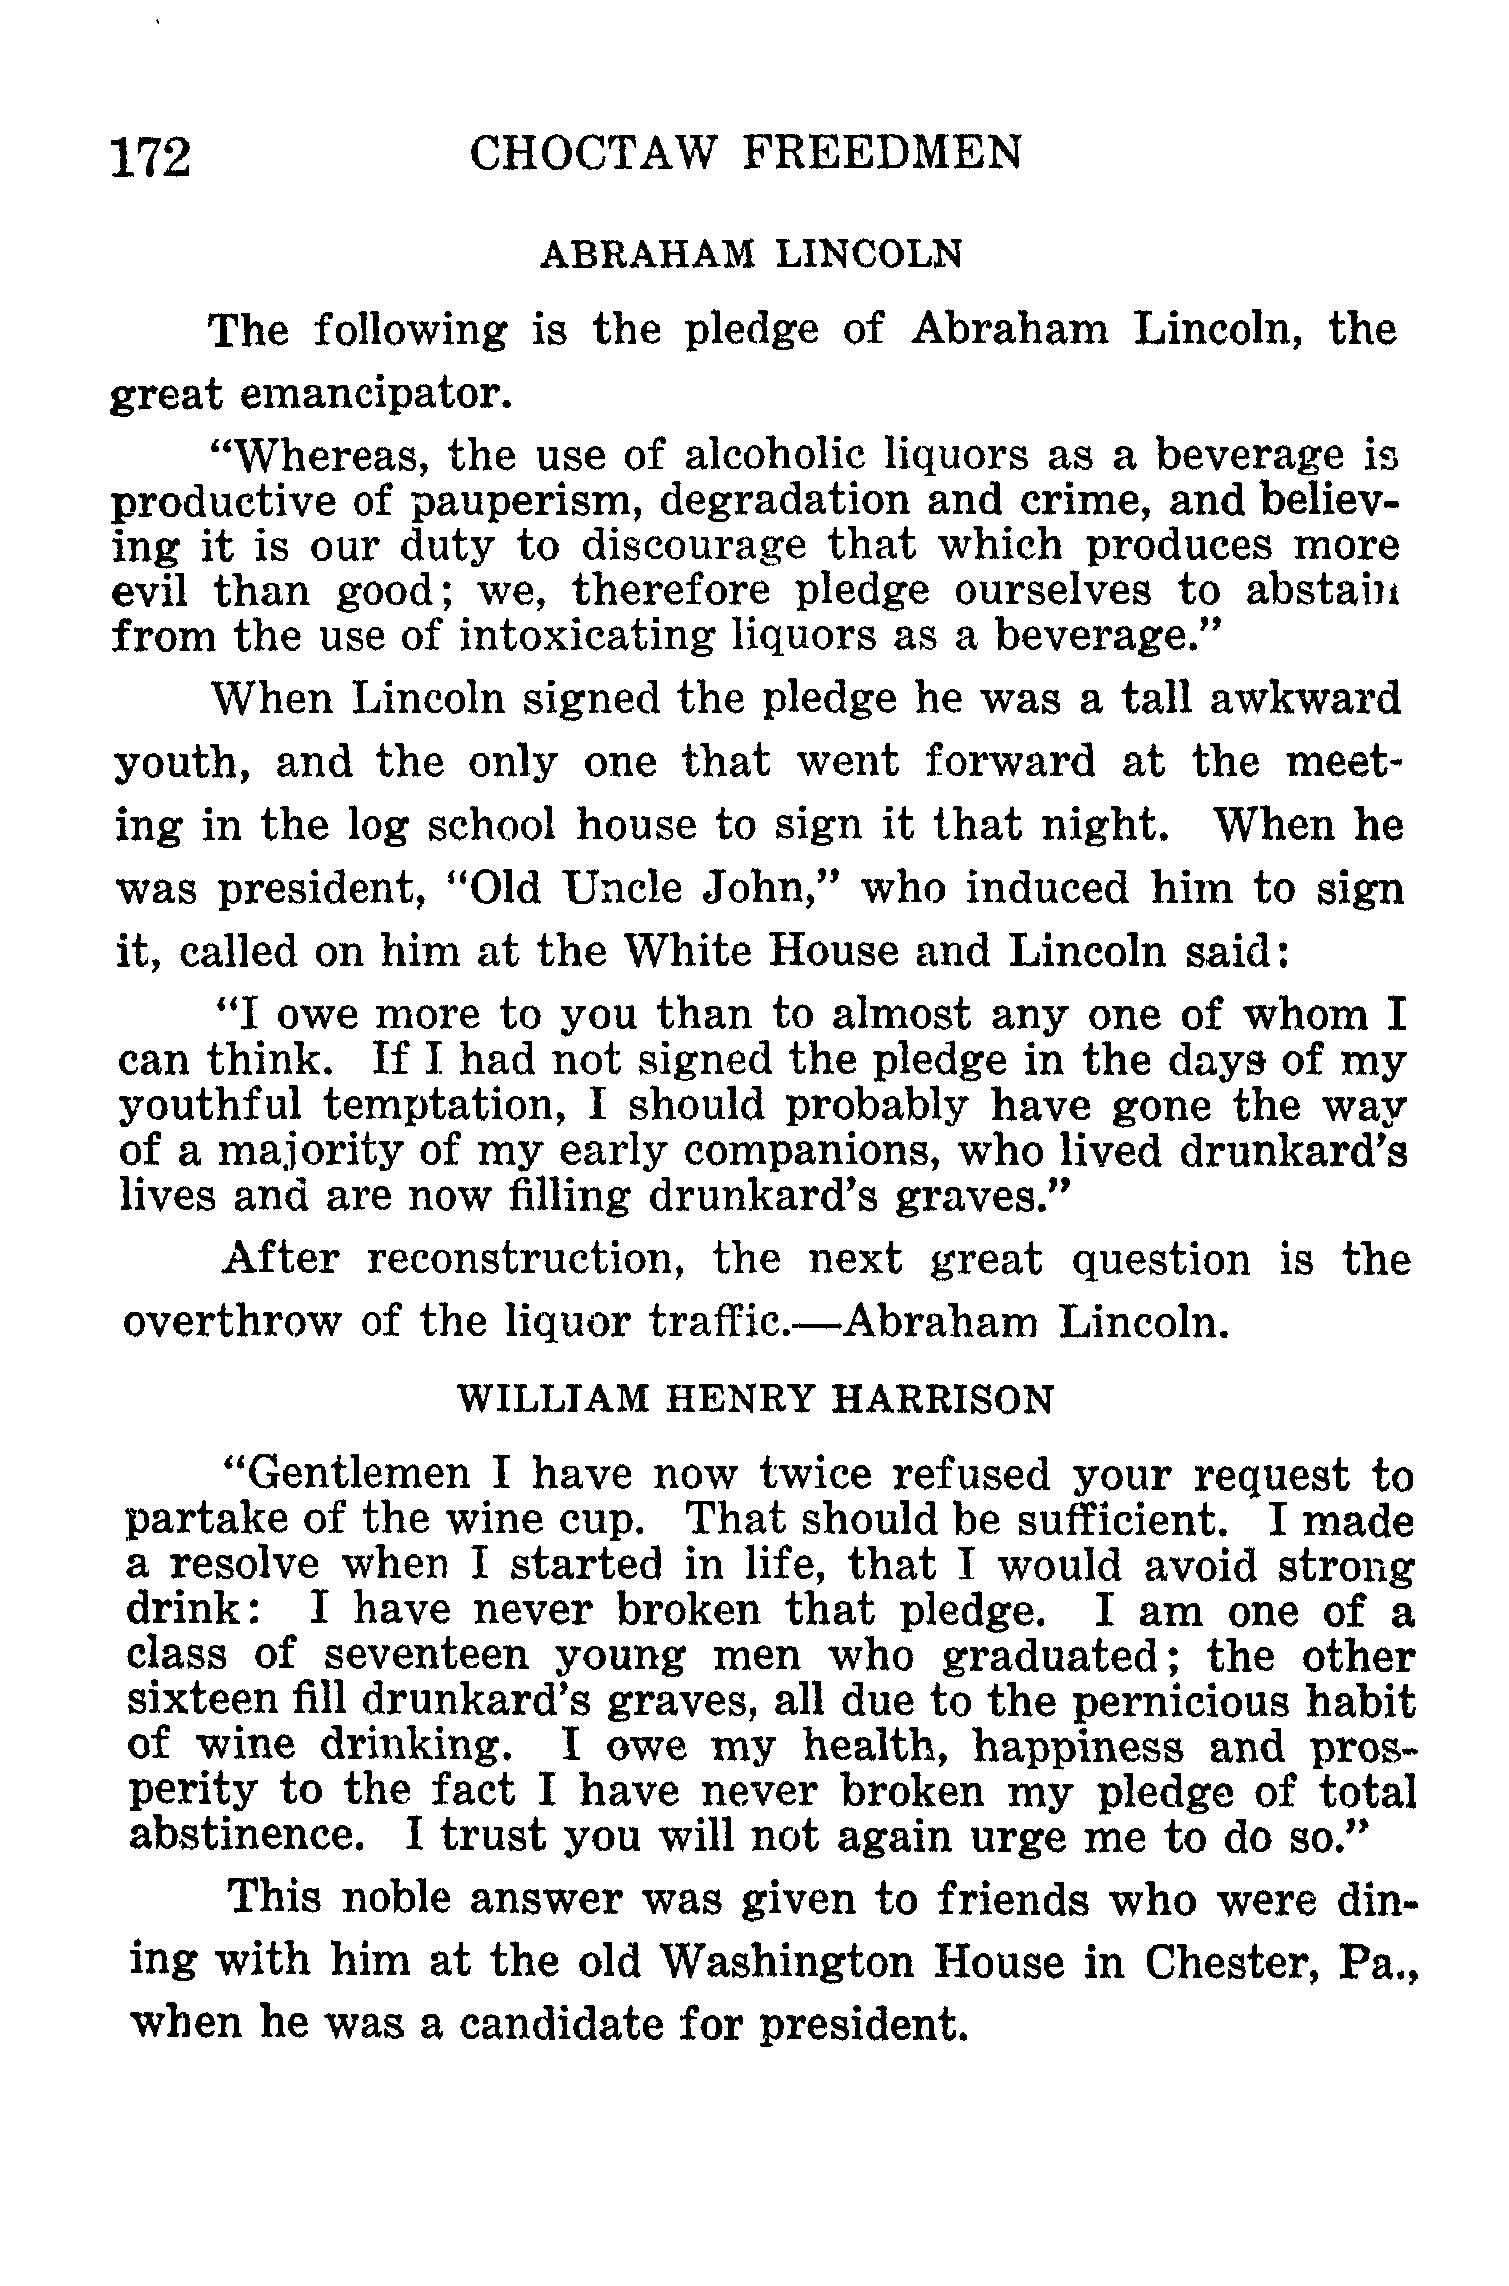 172 CHOCTAW FREEDMEN
ABRAHAM LINCOLN
The following is the pledge of Abraham Lincoln, the
great emancipator.
“Whereas, the use of alcoholic liquors as a beverage is
productive of pauperism, degradation and crime, and believ-
ing it is our duty to discourage that which produces more
evil than good; we, therefore pledge ourselves to abstain
from the use of intoxicating liquors as a beverage.”
When Lincoln signed the pledge he was a tall awkward
youth, and the only one that went forward at the meet-
ing in the log school house to sign it that night. When he
was president, “Old Uncle John,” who induced him to sign
it, called on him at the White House and Lincoln said:
“I owe more to you than to almost any one of whom I
can think. If I had not signed the pledge in the days of my
youthful temptation, I should probably have gone the way
of a majority of my early companions, who lived drunkard’s
lives and are now filling drunkard’s graves.”
After reconstruction, the next great question is the
overthrow of the liquor traffic.—Abraham Lincoln.
WILLIAM HENRY HARRISON
“Gentlemen I have now twice refused your request to
partake of the wine cup. That should be sufficient. I made
a resolve when I started in life, that I would avoid strong
drink: I have never broken that pledge. I am one of a
class of seventeen young men who graduated; the other
sixteen fill drunkard’s graves, all due to the pernicious habit
of wine drinking. I owe my health, happiness and pros-
perity to the fact I have never broken my pledge of total
abstinence. I trust you will not again urge me to do so.”
This noble answer was given to friends who were din-
ing with him at the old Washington House in Chester, Pa.,
when he was a candidate for president.